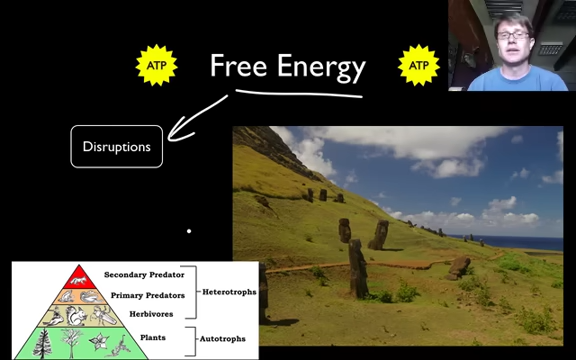 ATP Free Energy ATP
Disruptions
Secondary Predator
Primary Predators
Heterotrophs
Herbivores
Plants
Autotrophs